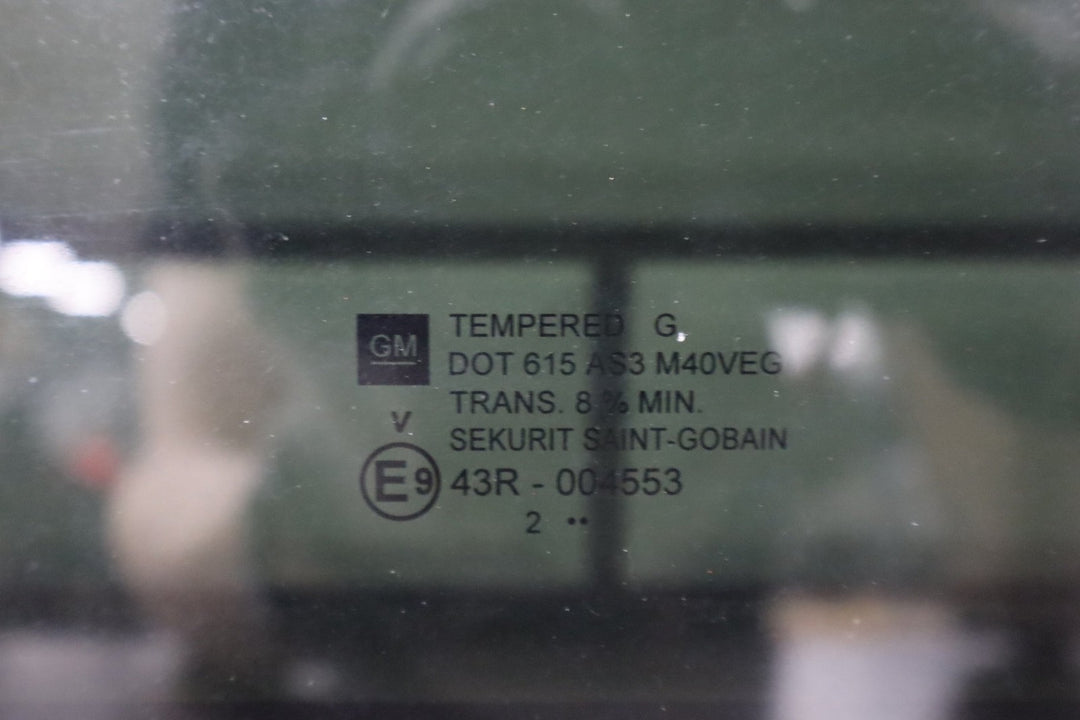 GM
TEMPERED G
DOT 615 AS3 M40VEG
TRANS. 8 % MIN.
V
SEKURIT SAINT-GOBAIN
E9 43R - 004553
2 ••